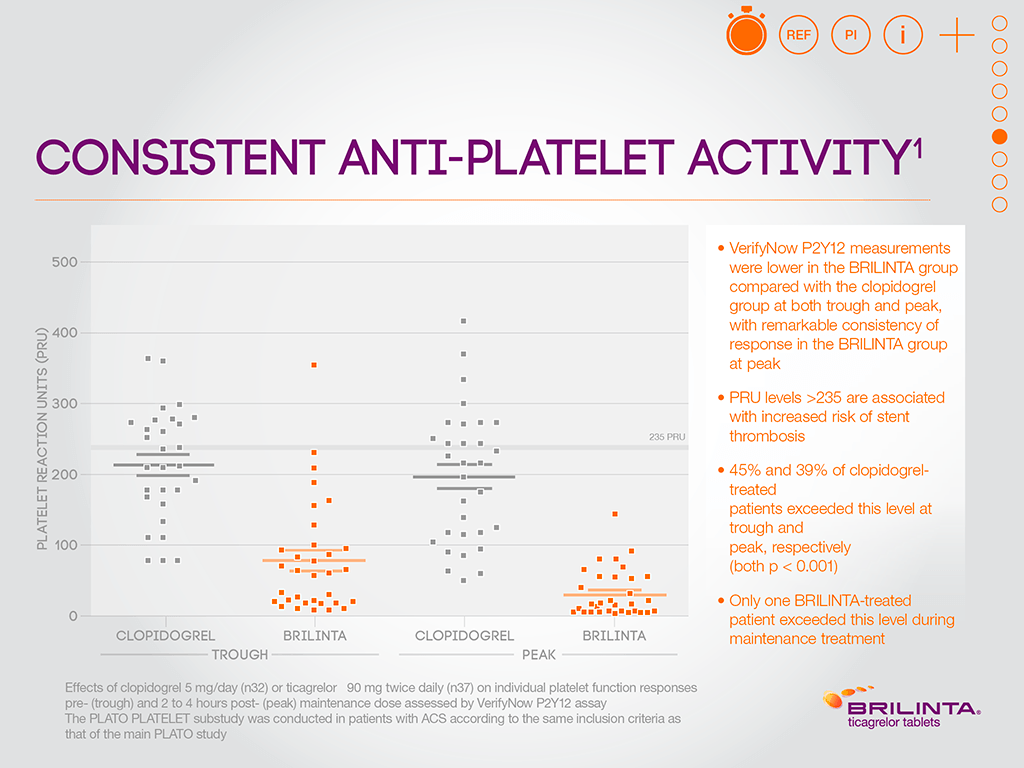 REF PI i
CONSISTENT ANTI-PLATELET ACTIVITY¹
PLATELET REACTION UNITS (PRU)
500
400
300
200
100
0
235 PRU
CLOPIDOGREL BRILINTA CLOPIDOGREL BRILINTA
TROUGH PEAK
• VerifyNow P2Y12 measurements
were lower in the BRILINTA group
compared with the clopidogrel
group at both trough and peak,
with remarkable consistency of
response in the BRILINTA group
at peak
• PRU levels >235 are associated
with increased risk of stent
thrombosis
• 45% and 39% of clopidogrel-
treated
patients exceeded this level at
trough and
peak, respectively
(both p < 0.001)
• Only one BRILINTA-treated
patient exceeded this level during
maintenance treatment
Effects of clopidogrel 5 mg/day (n32) or ticagrelor 90 mg twice daily (n37) on individual platelet function responses
pre- (trough) and 2 to 4 hours post- (peak) maintenance dose assessed by VerifyNow P2Y12 assay
The PLATO PLATELET substudy was conducted in patients with ACS according to the same inclusion criteria as
that of the main PLATO study
BRILINTA®
ticagrelor tablets